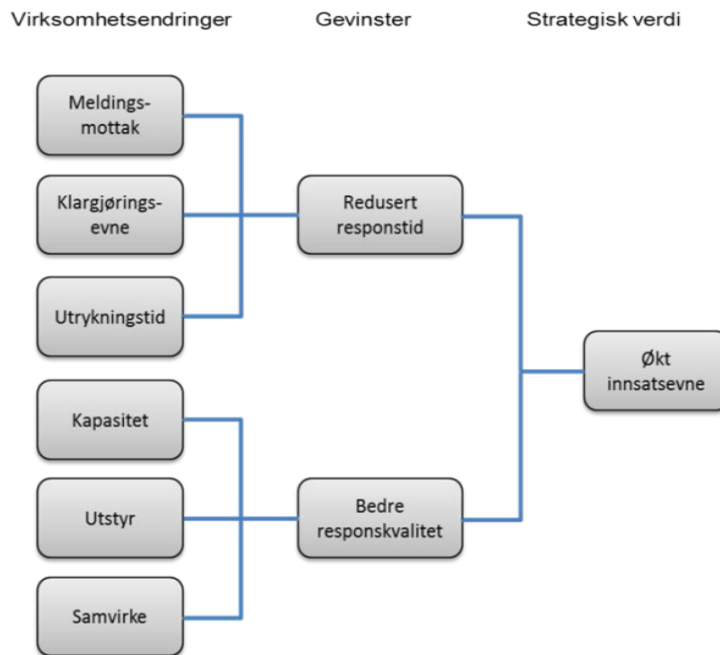 Virksomhetsendringer
Gevinster
Strategisk verdi
Meldings-
mottak
Klargjørings-
evne
Utrykningstid
Kapasitet
Utstyr
Samvirke
Redusert
responstid
Bedre
responskvalitet
Økt
innsatsevne